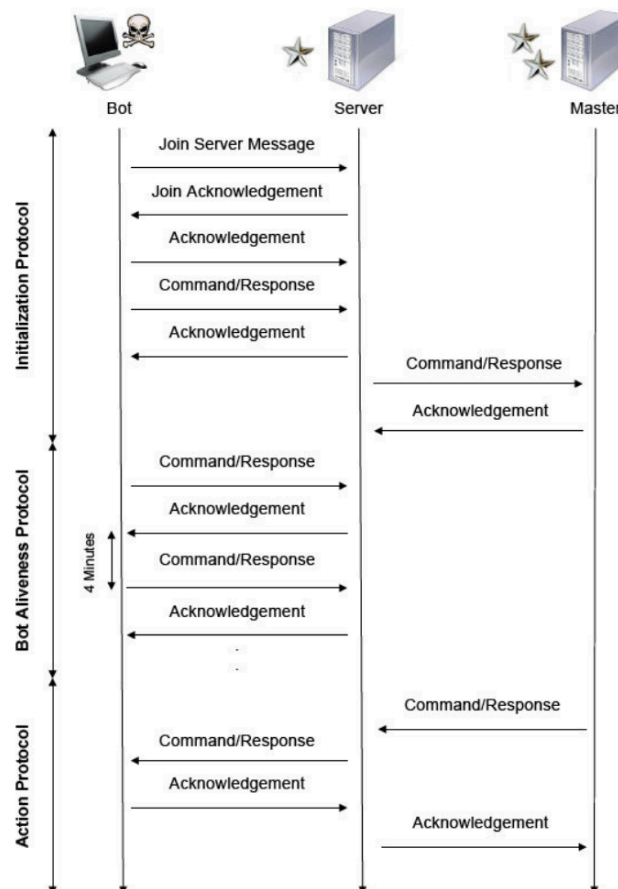 Bot
Server
Master
Initialization Protocol
Join Server Message
Join Acknowledgement
Acknowledgement
Command/Response
Acknowledgement
Command/Response
Acknowledgement
Bot Aliveness Protocol
Command/Response
Acknowledgement
4 Minutes
Command/Response
Acknowledgement
.
.
Action Protocol
Command/Response
Command/Response
Acknowledgement
Acknowledgement